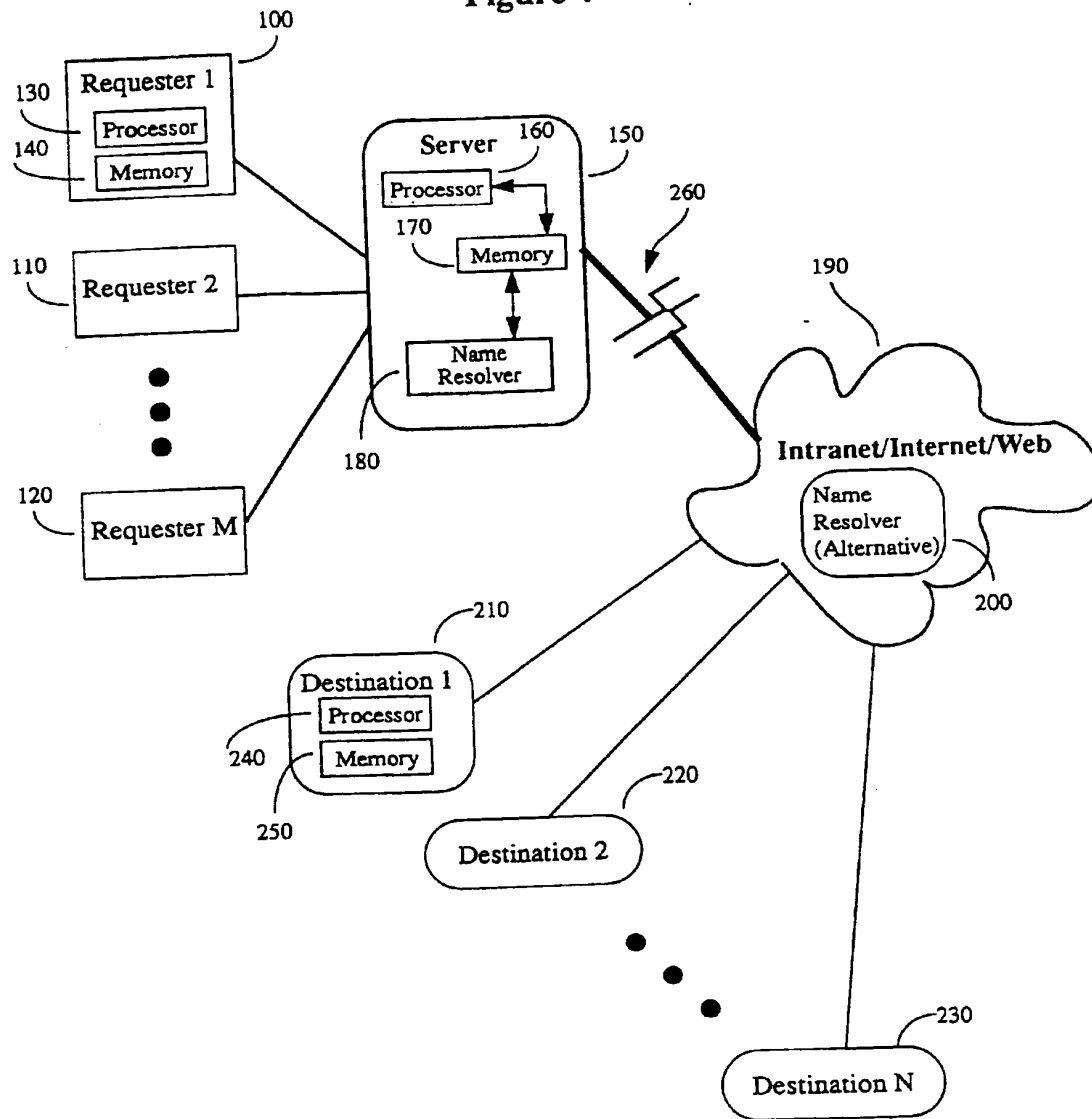 Figure
100
Requester 1
130
Processor
140
Memory
Server
160
150
Processor
170
Memory
260
110
Requester 2
190
Name
Resolver
180
Intranet/Internet/Web
Name
Resolver
(Alternative)
200
120
Requester M
210
Destination 1
Processor
240
Memory
250
220
Destination 2
230
Destination N